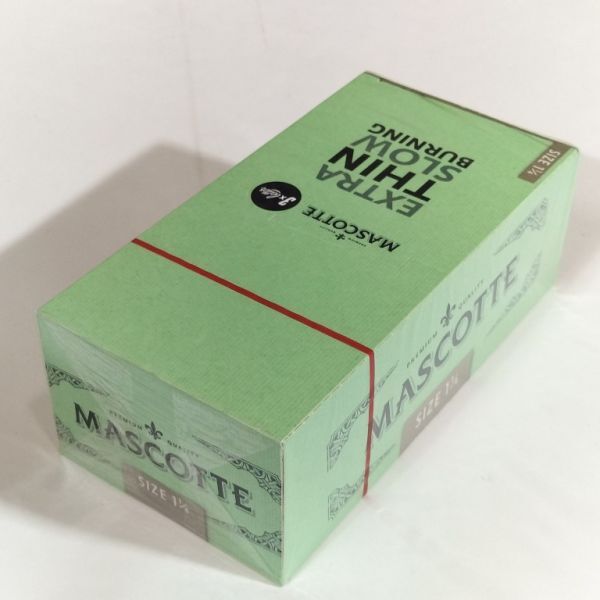 SIZE 1¼
EXTRA
THIN
SLOW
BURNING
MASCOTTE
PREMIUM QUALITY
MASCOTTE
SIZE 1¼
PREMIUM QUALITY
MASCOTTE
SIZE 1¼